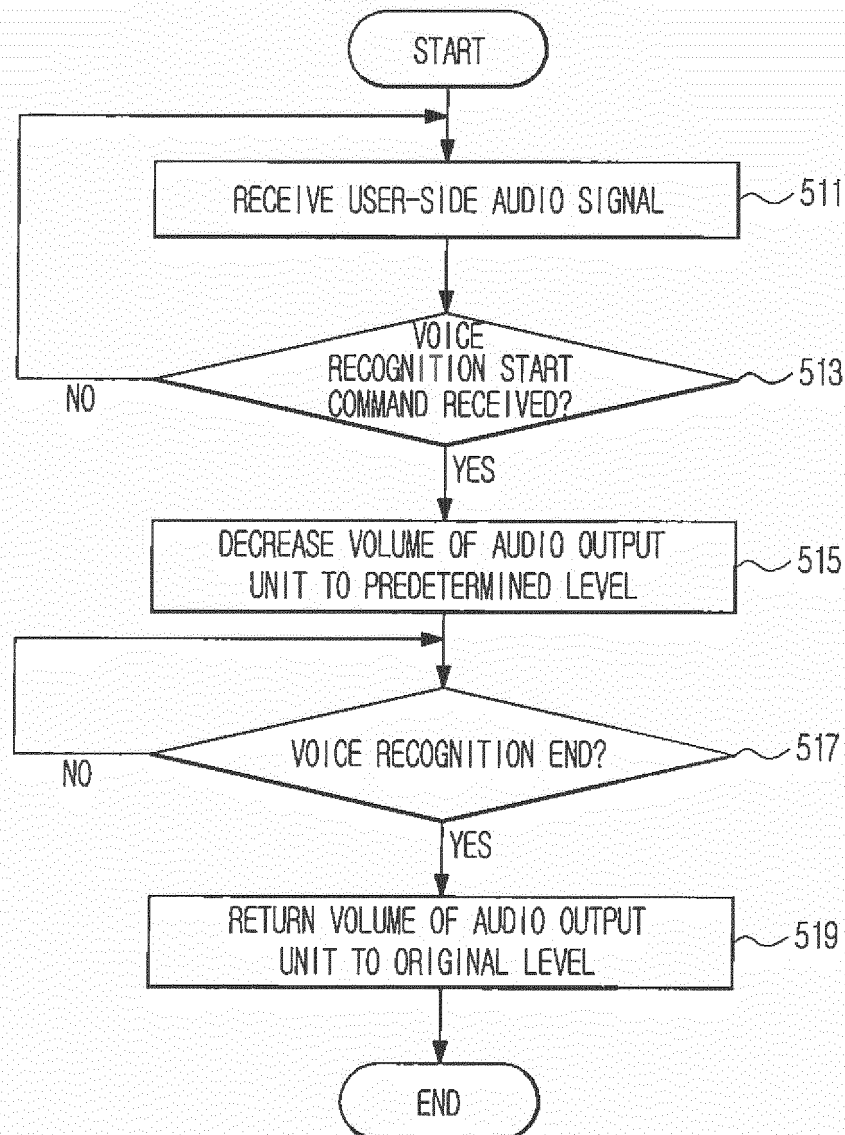 START
RECEIVE USER-SIDE AUDIO SIGNAL
511
VOICE
RECOGNITION START
COMMAND RECEIVED?
513
NO
YES
DECREASE VOLUME OF AUDIO OUTPUT
UNIT TO PREDETERMINED LEVEL
515
VOICE RECOGNITION END?
517
NO
YES
RETURN VOLUME OF AUDIO OUTPUT
UNIT TO ORIGINAL LEVEL
519
END